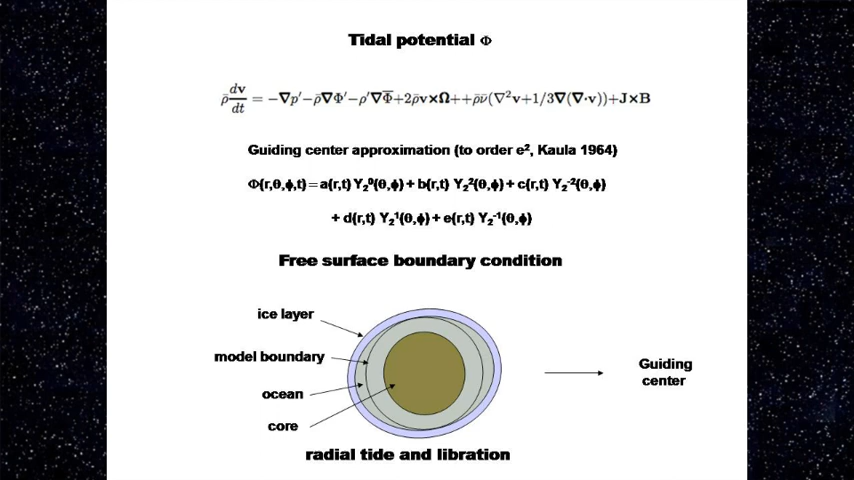 Tidal potential Φ
ρ̄ dv/dt = −∇p′−ρ̄∇Φ′−ρ′∇Φ̄+2ρ̄v×Ω++ρ̄ν̄(∇²v+1/3∇(∇·v))+J×B
Guiding center approximation (to order e², Kaula 1964)
Φ(r,θ,ϕ,t)=a(r,t) Y₂⁰(θ,ϕ)+ b(r,t) Y₂²(θ,ϕ) + c(r,t) Y₂⁻²(θ,ϕ)
+ d(r,t) Y₂¹(θ,ϕ) + e(r,t) Y₂⁻¹(θ,ϕ)
Free surface boundary condition
ice layer
model boundary
ocean
core
Guiding
center
radial tide and libration